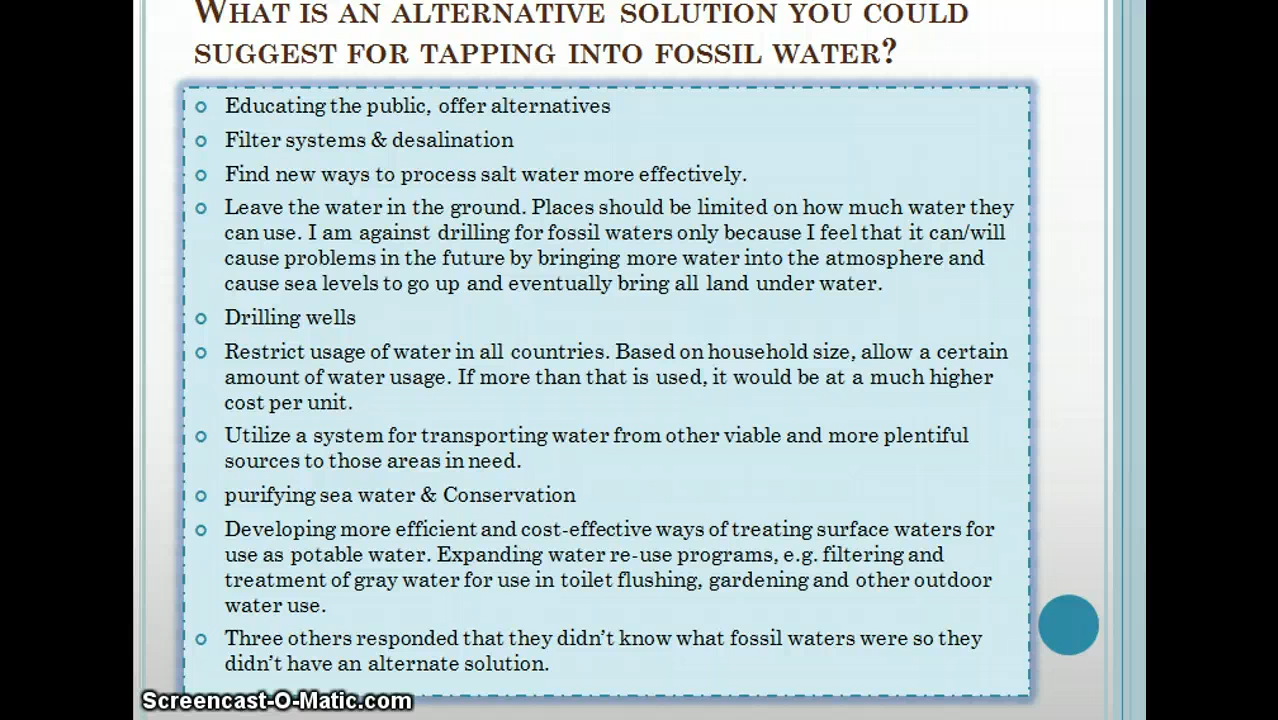 WHAT IS AN ALTERNATIVE SOLUTION YOU COULD
SUGGEST FOR TAPPING INTO FOSSIL WATER?
Educating the public, offer alternatives
Filter systems & desalination
Find new ways to process salt water more effectively.
Leave the water in the ground. Places should be limited on how much water they
can use. I am against drilling for fossil waters only because I feel that it can/will
cause problems in the future by bringing more water into the atmosphere and
cause sea levels to go up and eventually bring all land under water.
Drilling wells
Restrict usage of water in all countries. Based on household size, allow a certain
amount of water usage. If more than that is used, it would be at a much higher
cost per unit.
Utilize a system for transporting water from other viable and more plentiful
sources to those areas in need.
purifying sea water & Conservation
Developing more efficient and cost-effective ways of treating surface waters for
use as potable water. Expanding water re-use programs, e.g. filtering and
treatment of gray water for use in toilet flushing, gardening and other outdoor
water use.
Three others responded that they didn't know what fossil waters were so they
didn't have an alternate solution.
Screencast-O-Matic.com